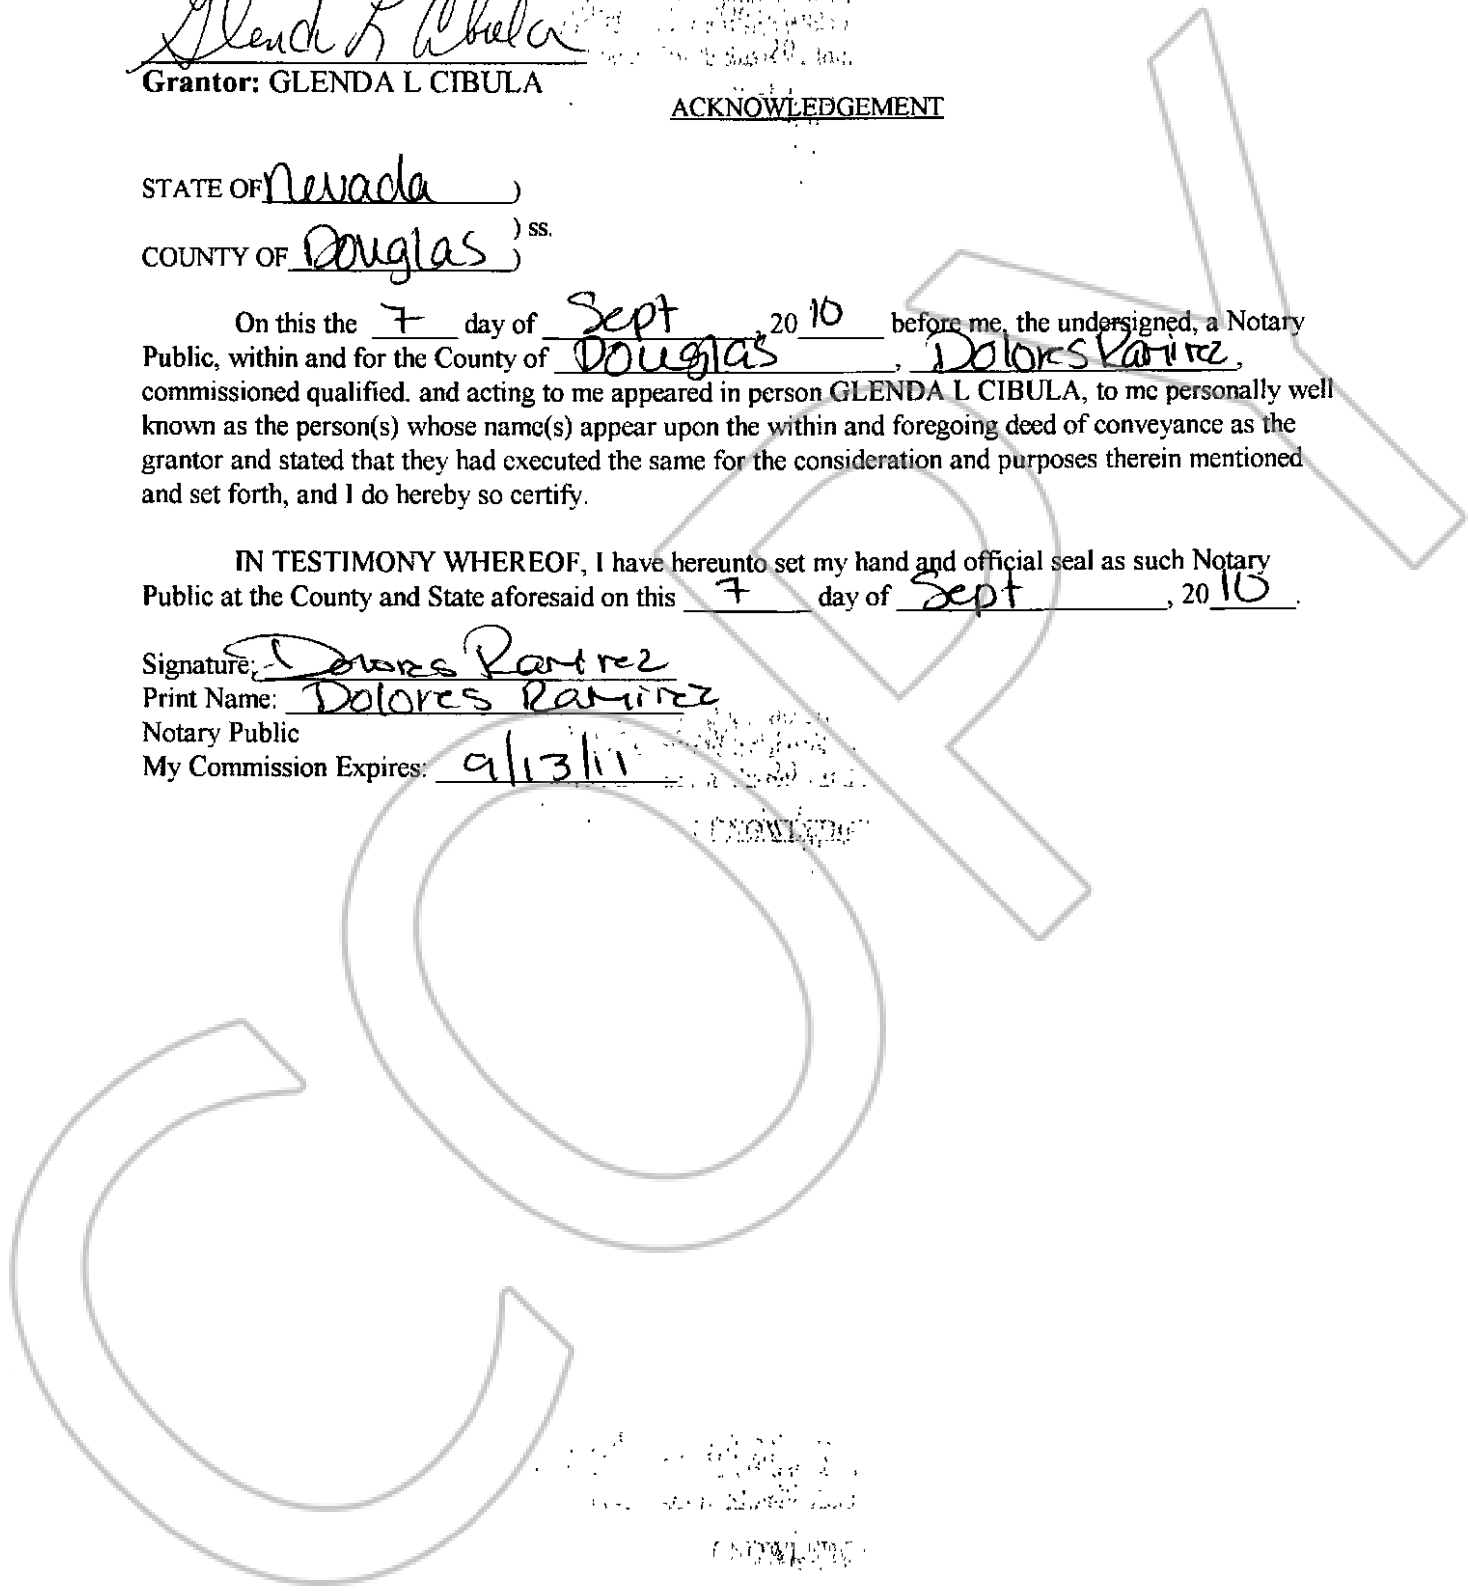 Glenda L Cibula
Grantor: GLENDA L CIBULA
ACKNOWLEDGEMENT
STATE OF Nevada )
) ss.
COUNTY OF Douglas )
On this the 7 day of Sept, 20 10 before me, the undersigned, a Notary
Public, within and for the County of Douglas, Dolores Ramirez,
commissioned qualified. and acting to me appeared in person GLENDA L CIBULA, to me personally well
known as the person(s) whose name(s) appear upon the within and foregoing deed of conveyance as the
grantor and stated that they had executed the same for the consideration and purposes therein mentioned
and set forth, and I do hereby so certify.
IN TESTIMONY WHEREOF, I have hereunto set my hand and official seal as such Notary
Public at the County and State aforesaid on this 7 day of Sept, 20 10.
Signature: Dolores Ramirez
Print Name: Dolores Ramirez
Notary Public
My Commission Expires: 9/13/11
COPY